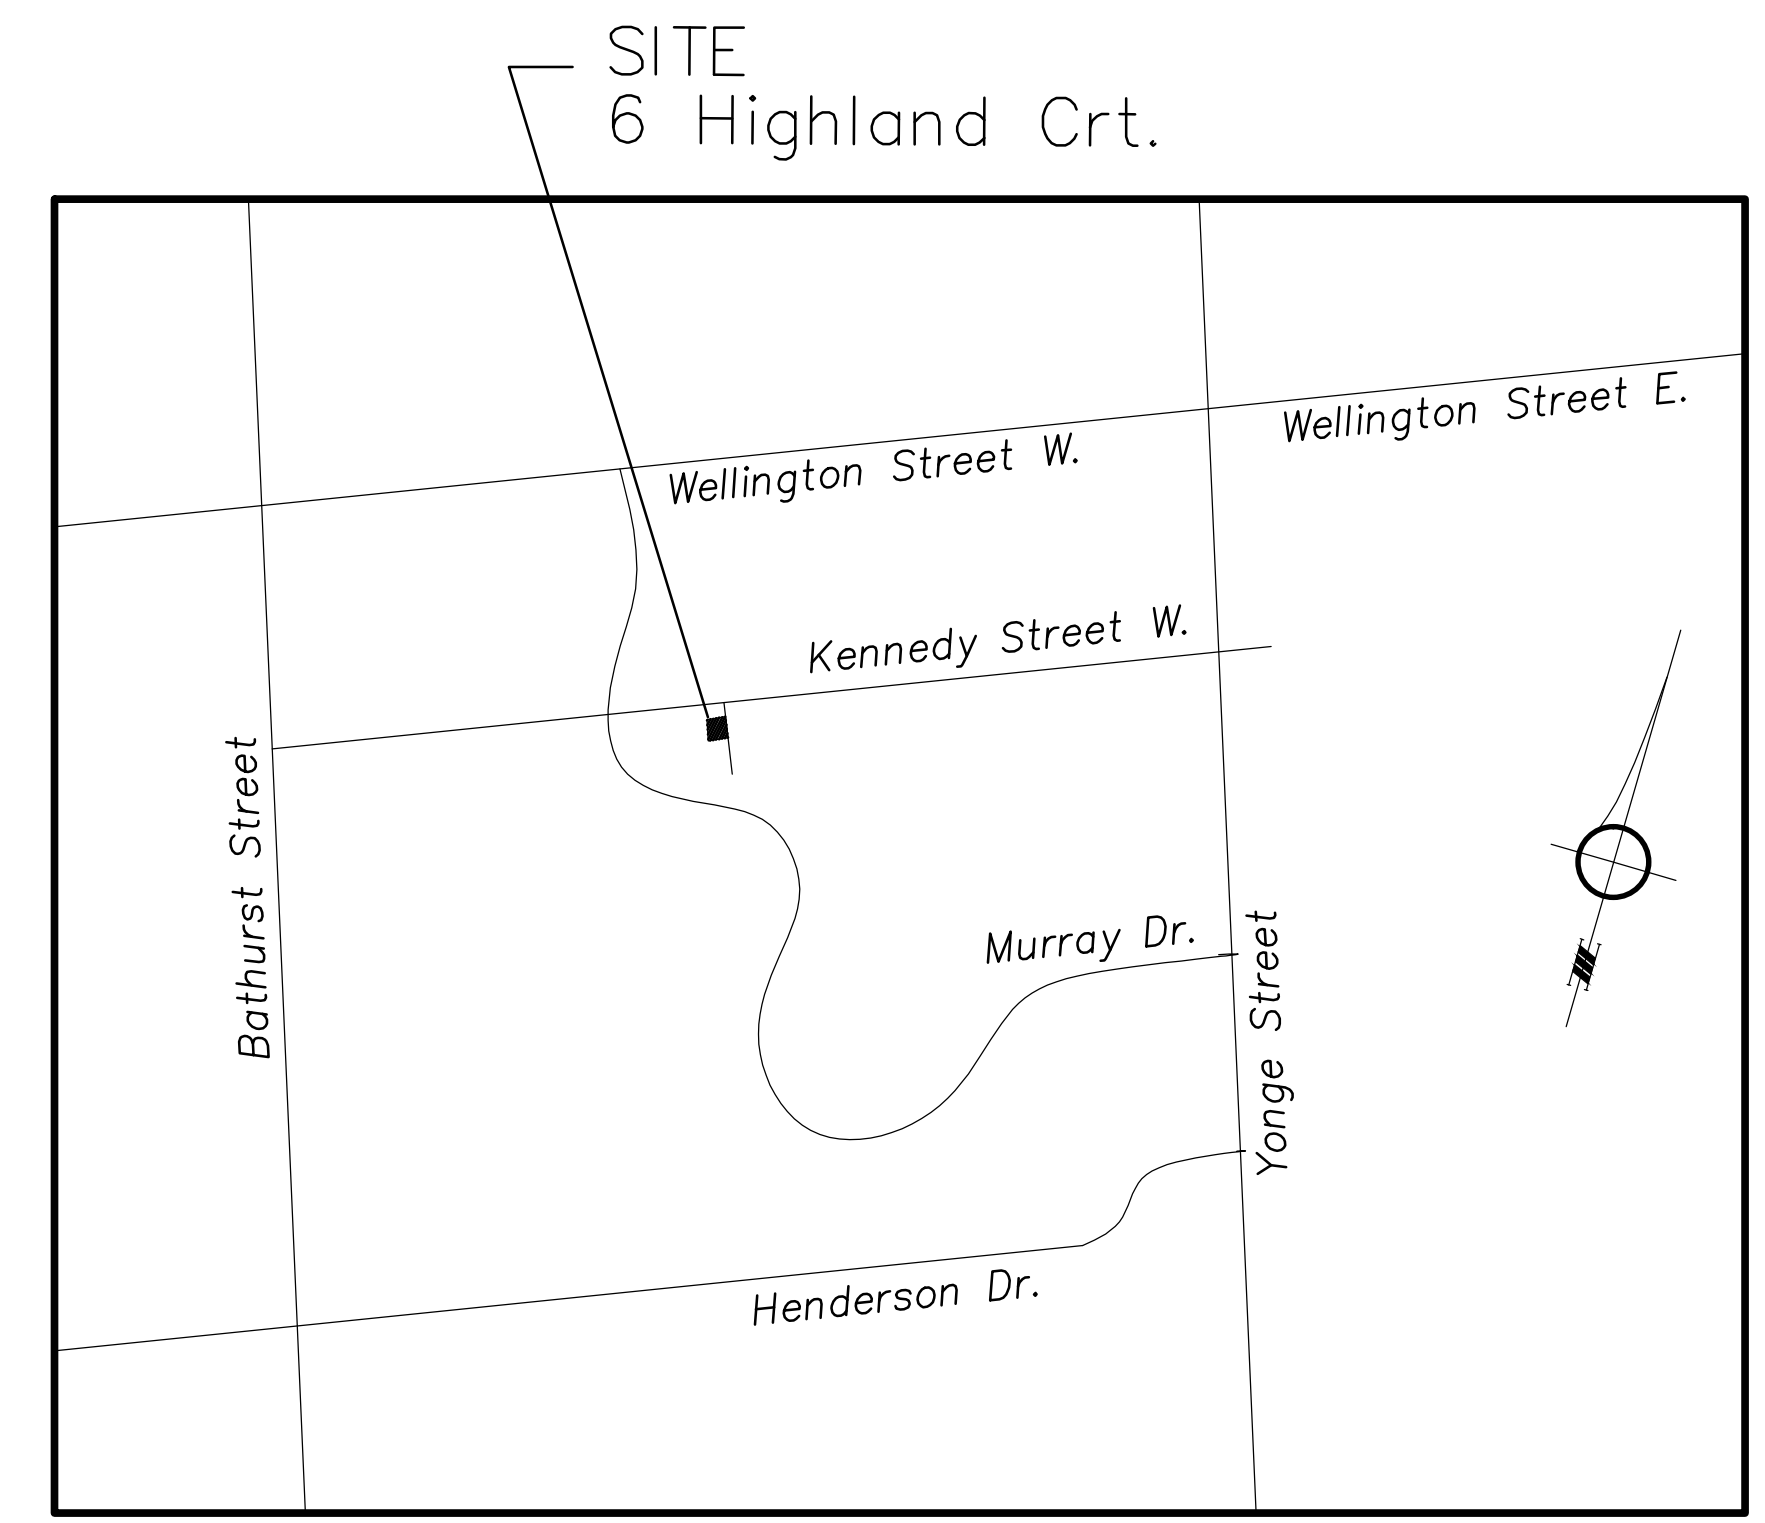 SITE
6 Highland Crt.
Wellington Street E.
Wellington Street W.
Kennedy Street W.
Bathurst Street
Murray Dr.
Yonge Street
Henderson Dr.
N